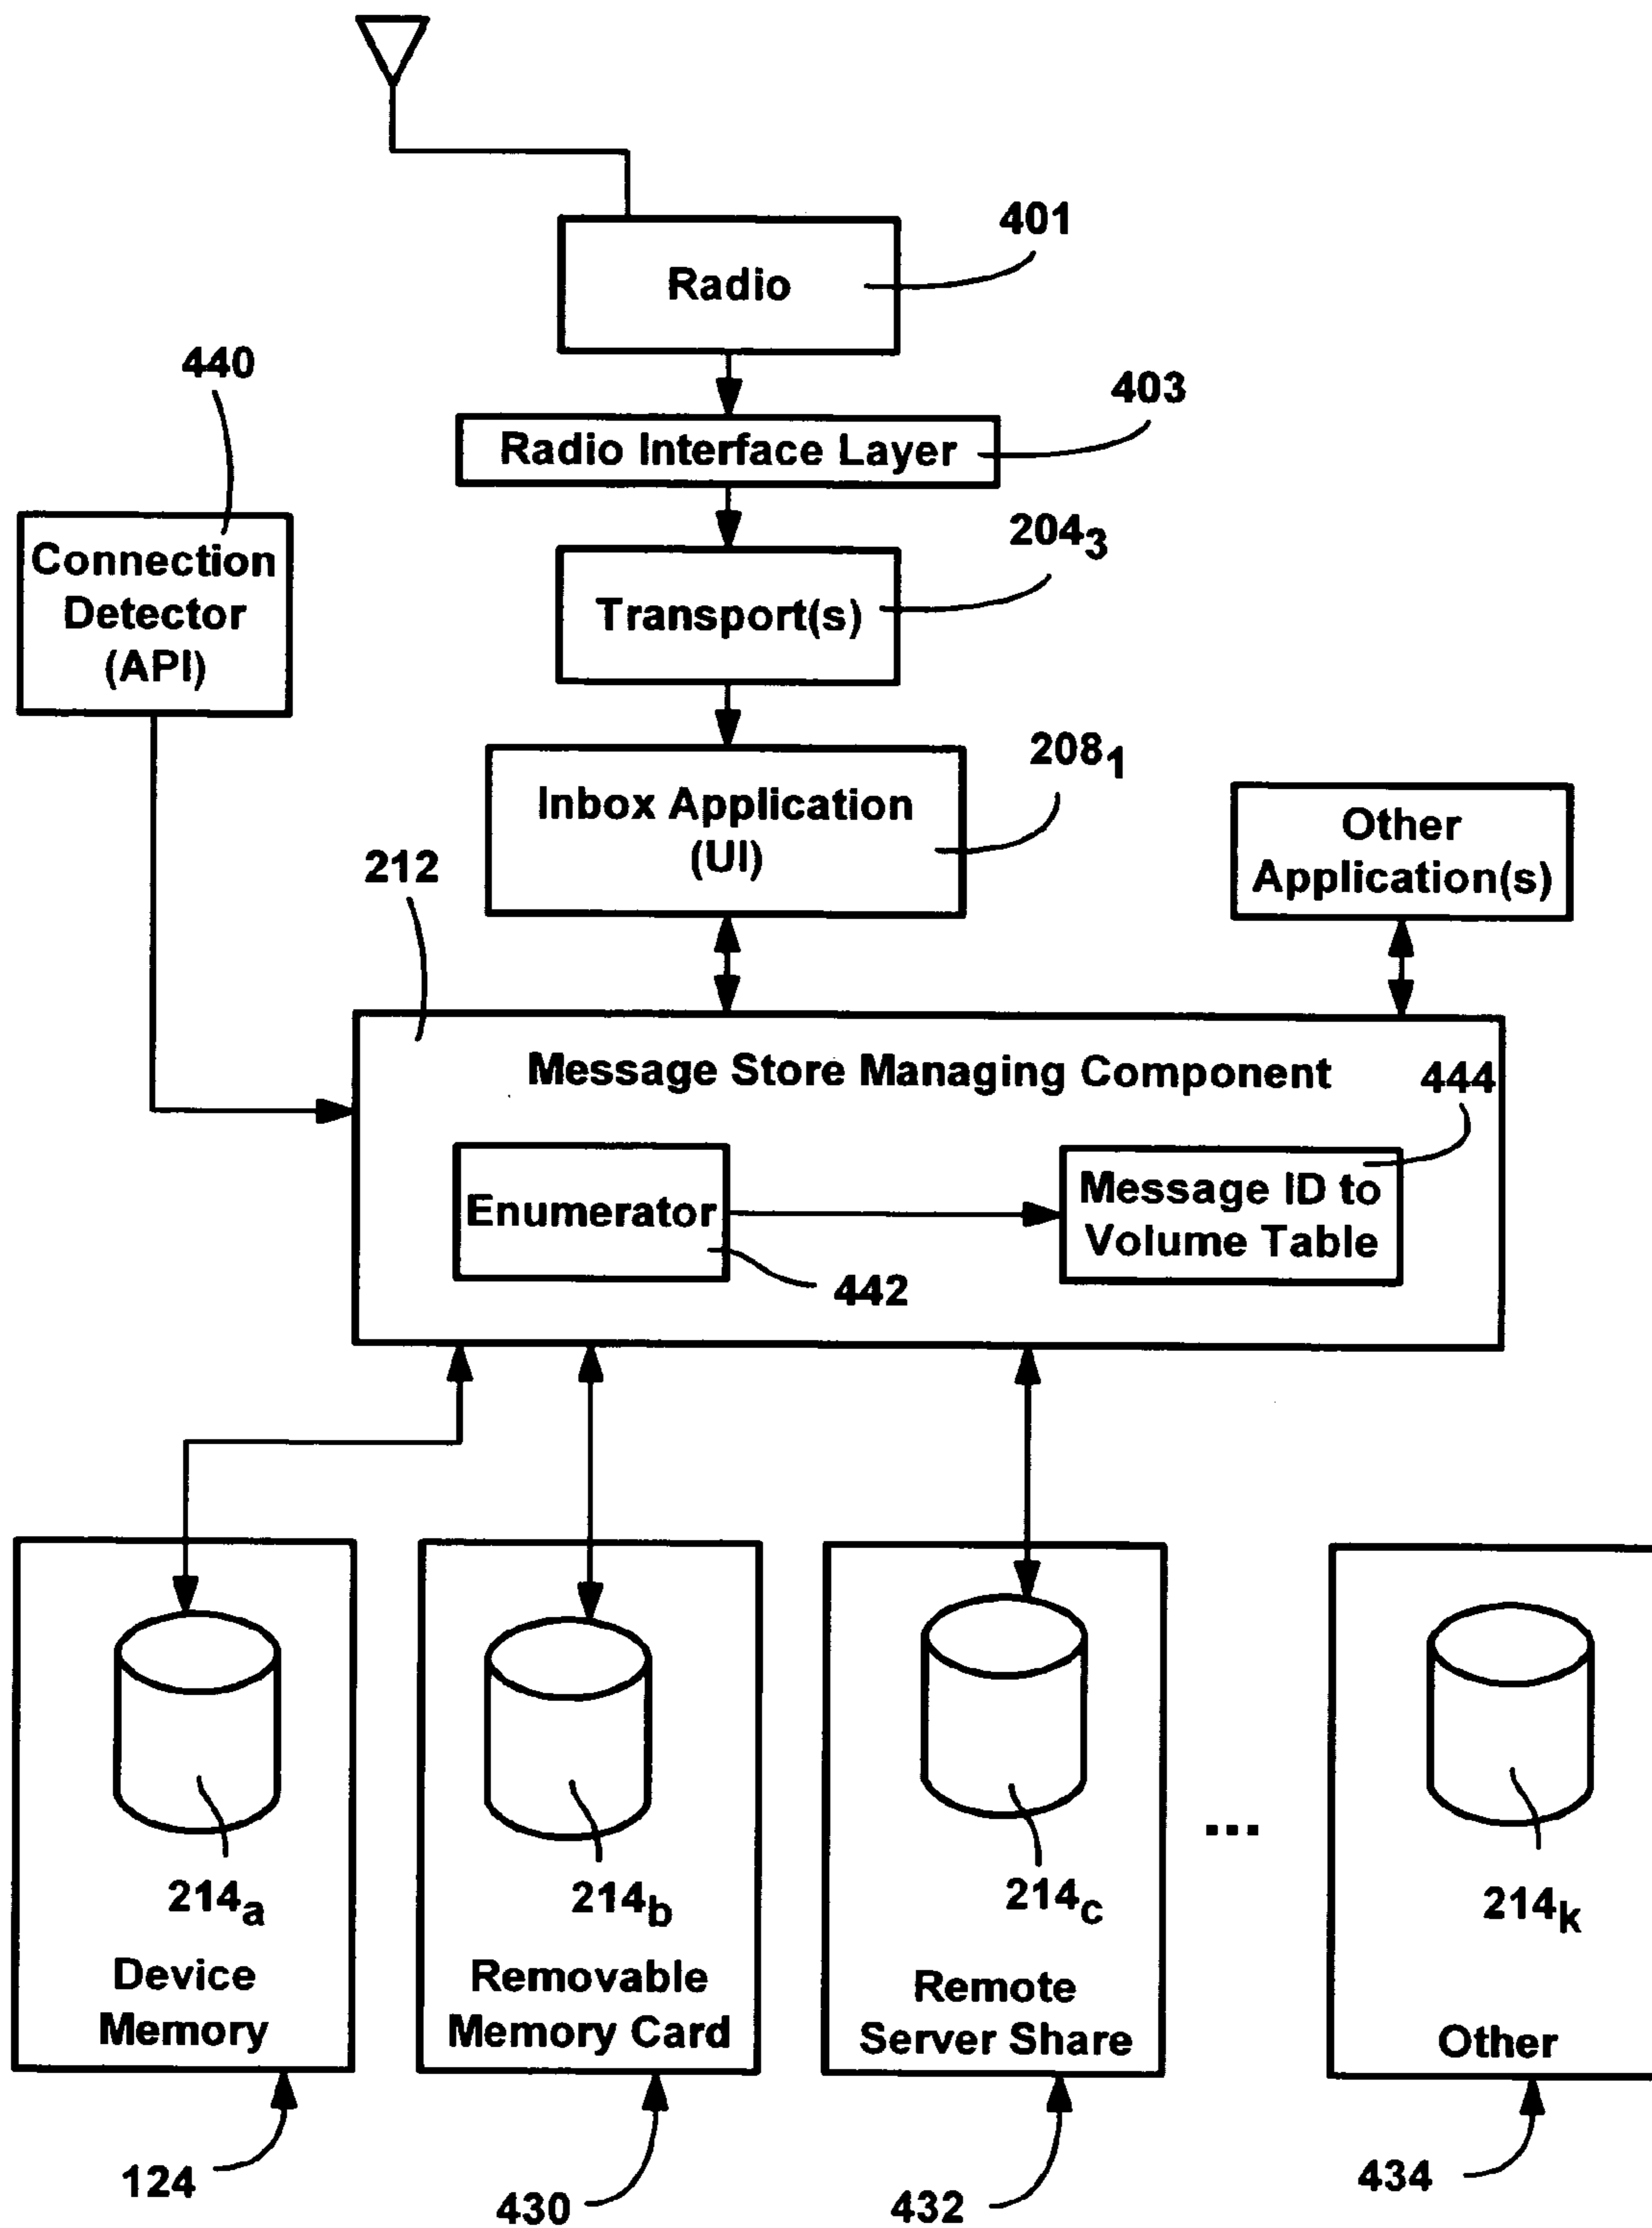 401
Radio
440
403
Radio Interface Layer
204₃
Connection
Detector
(API)
Transport(s)
208₁
Inbox Application
(UI)
Other
Application(s)
212
Message Store Managing Component
444
Enumerator
Message ID to
Volume Table
442
214a
214b
214c
...
214k
Device
Memory
Removable
Memory Card
Remote
Server Share
Other
124
430
432
434